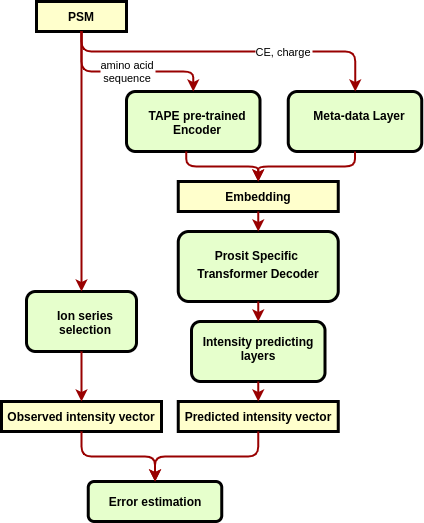 PSM
CE, charge
amino acid
sequence
TAPE pre-trained
Encoder
Meta-data Layer
Embedding
Prosit Specific
Transformer Decoder
Ion series
selection
Intensity predicting
layers
Observed intensity vector
Predicted intensity vector
Error estimation